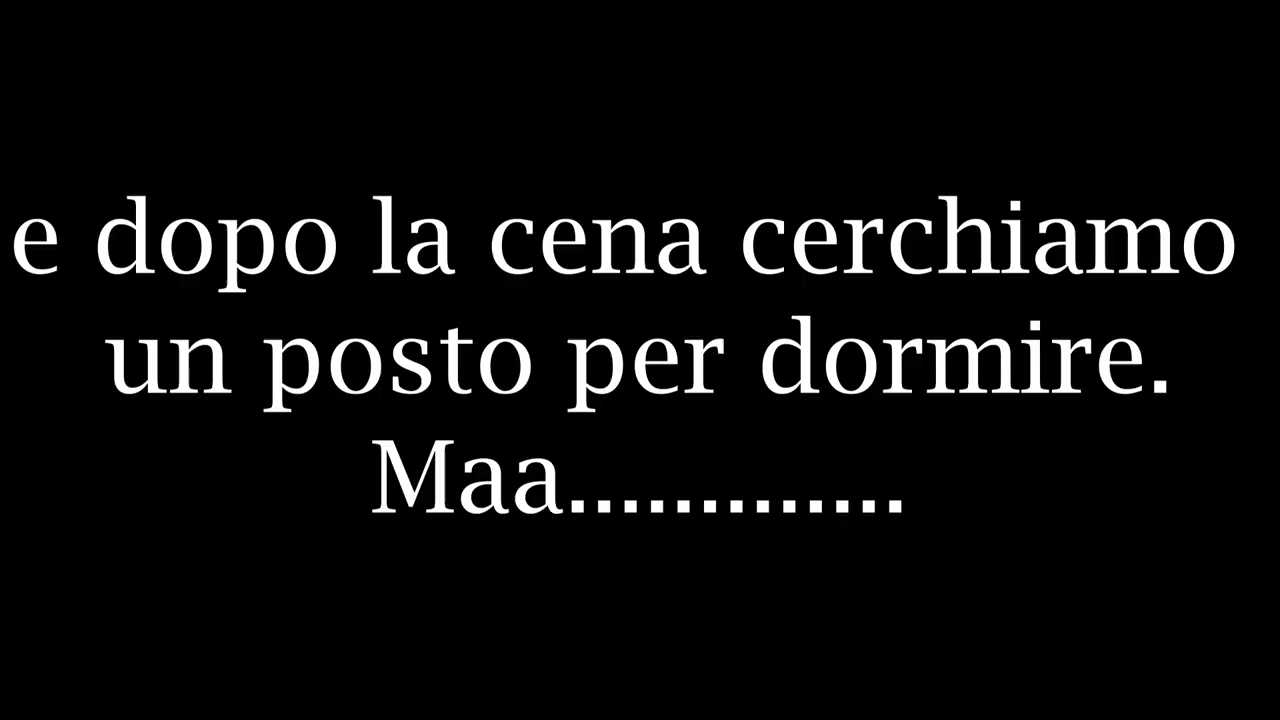 e dopo la cena cerchiamo
un posto per dormire.
Maa.............